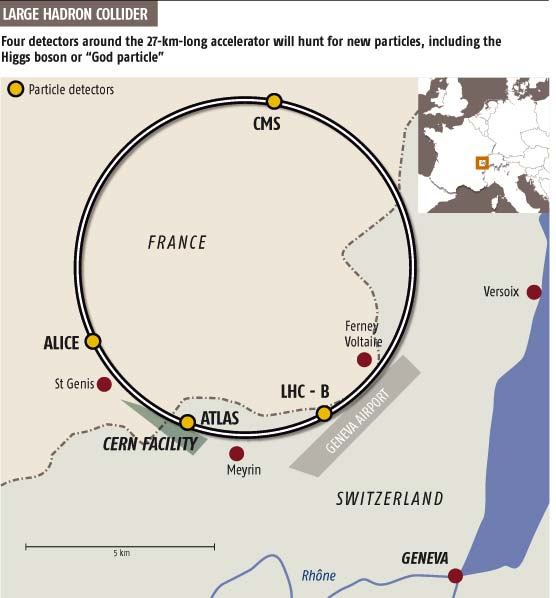 LARGE HADRON COLLIDER
Four detectors around the 27-km-long accelerator will hunt for new particles, including the
Higgs boson or “God particle”
Particle detectors
CMS
FRANCE
Versoix
Ferney
Voltaire
ALICE
St Genis
LHC - B
ATLAS
GENEVA AIRPORT
CERN FACILITY
Meyrin
SWITZERLAND
5 km
GENEVA
Rhône